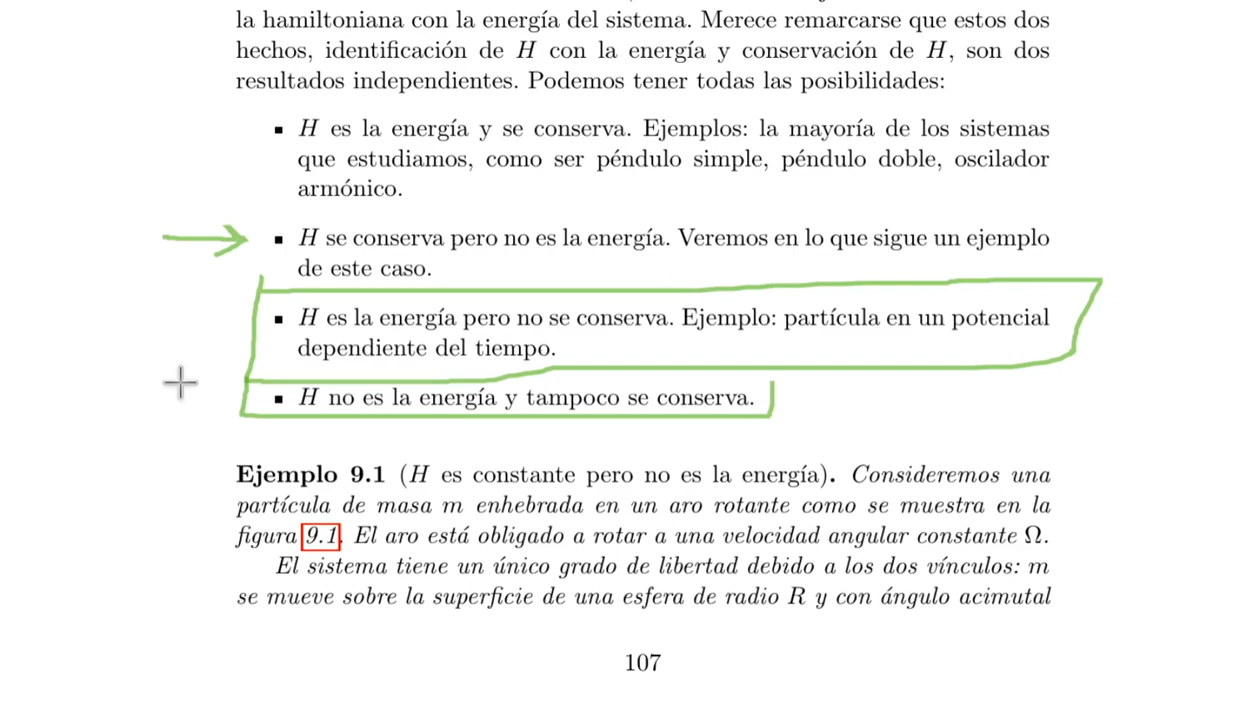 la hamiltoniana con la energía del sistema. Merece remarcarse que estos dos
hechos, identificación de H con la energía y conservación de H, son dos
resultados independientes. Podemos tener todas las posibilidades:
▪ H es la energía y se conserva. Ejemplos: la mayoría de los sistemas
que estudiamos, como ser péndulo simple, péndulo doble, oscilador
armónico.
▪ H se conserva pero no es la energía. Veremos en lo que sigue un ejemplo
de este caso.
▪ H es la energía pero no se conserva. Ejemplo: partícula en un potencial
dependiente del tiempo.
▪ H no es la energía y tampoco se conserva.
Ejemplo 9.1 (H es constante pero no es la energía). Consideremos una
partícula de masa m enhebrada en un aro rotante como se muestra en la
figura 9.1. El aro está obligado a rotar a una velocidad angular constante Ω.
El sistema tiene un único grado de libertad debido a los dos vínculos: m
se mueve sobre la superficie de una esfera de radio R y con ángulo acimutal
107